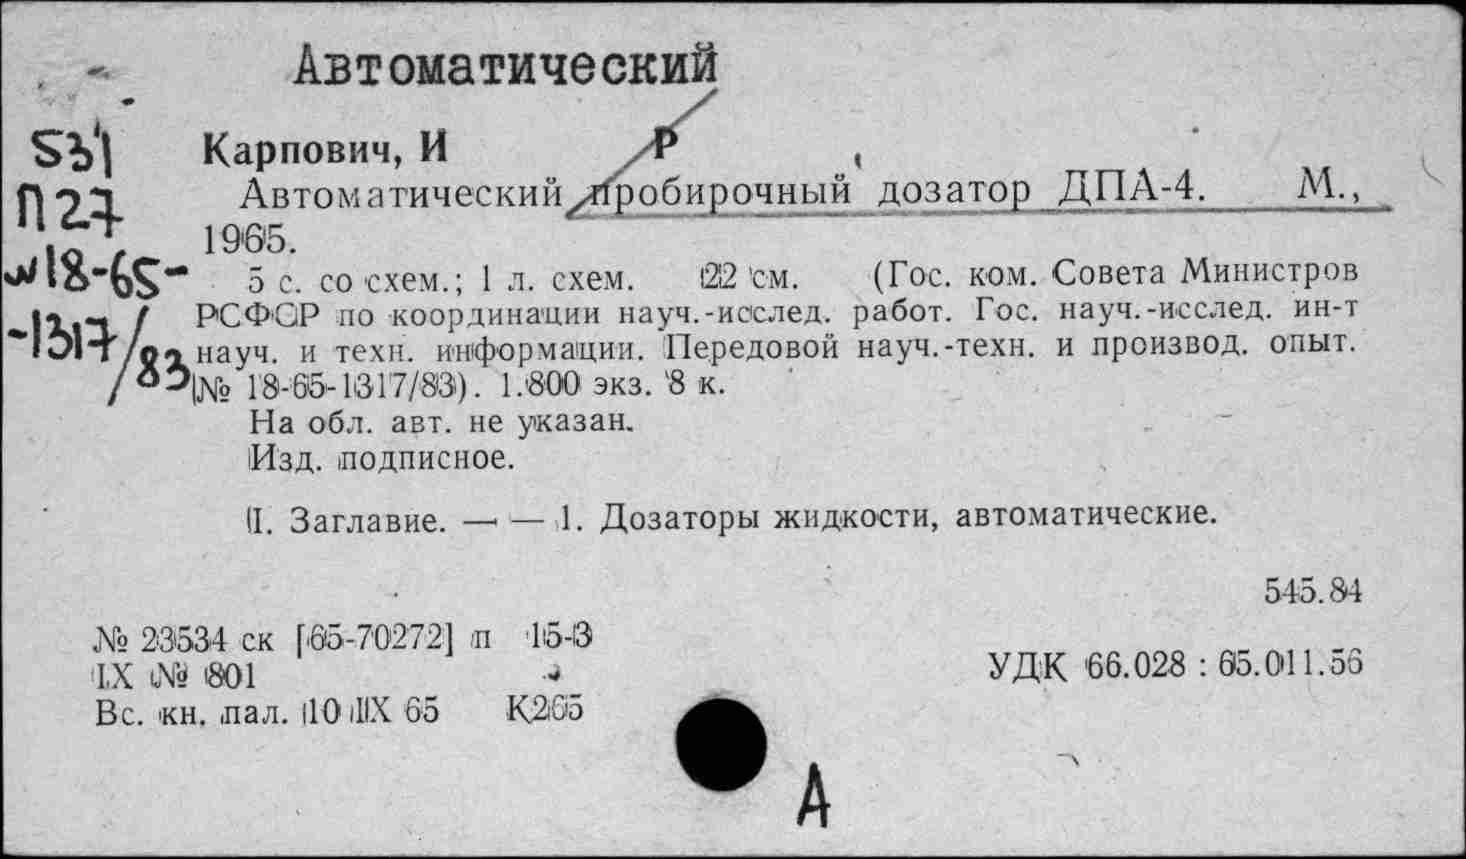 Автоматический
Карпович, И
Р
Автоматический пробирочный дозатор ДПА-4. М.,
1965.
5 с. со схем.; 1 л. схем. 22 см. (Гос. ком. Совета Министров
РСФСР по координации науч.-исслед. работ. Гос. науч.-исслед. ин-т
науч. и техн. информации. Передовой науч.-техн. и производ. опыт.
№ 18-65-1317/83). 1.800 экз. 8 к.
На обл. авт. не указан.
Изд. подписное.
I. Заглавие. — — 1. Дозаторы жидкости, автоматические.
545.84
№ 23534 ск [65-70272] п 15-3
IX № 801
УДК 66.028 : 65.011.56
Вс. кн. пал. 10 IX 65 К265
А
П27
18-65-
-1317/83